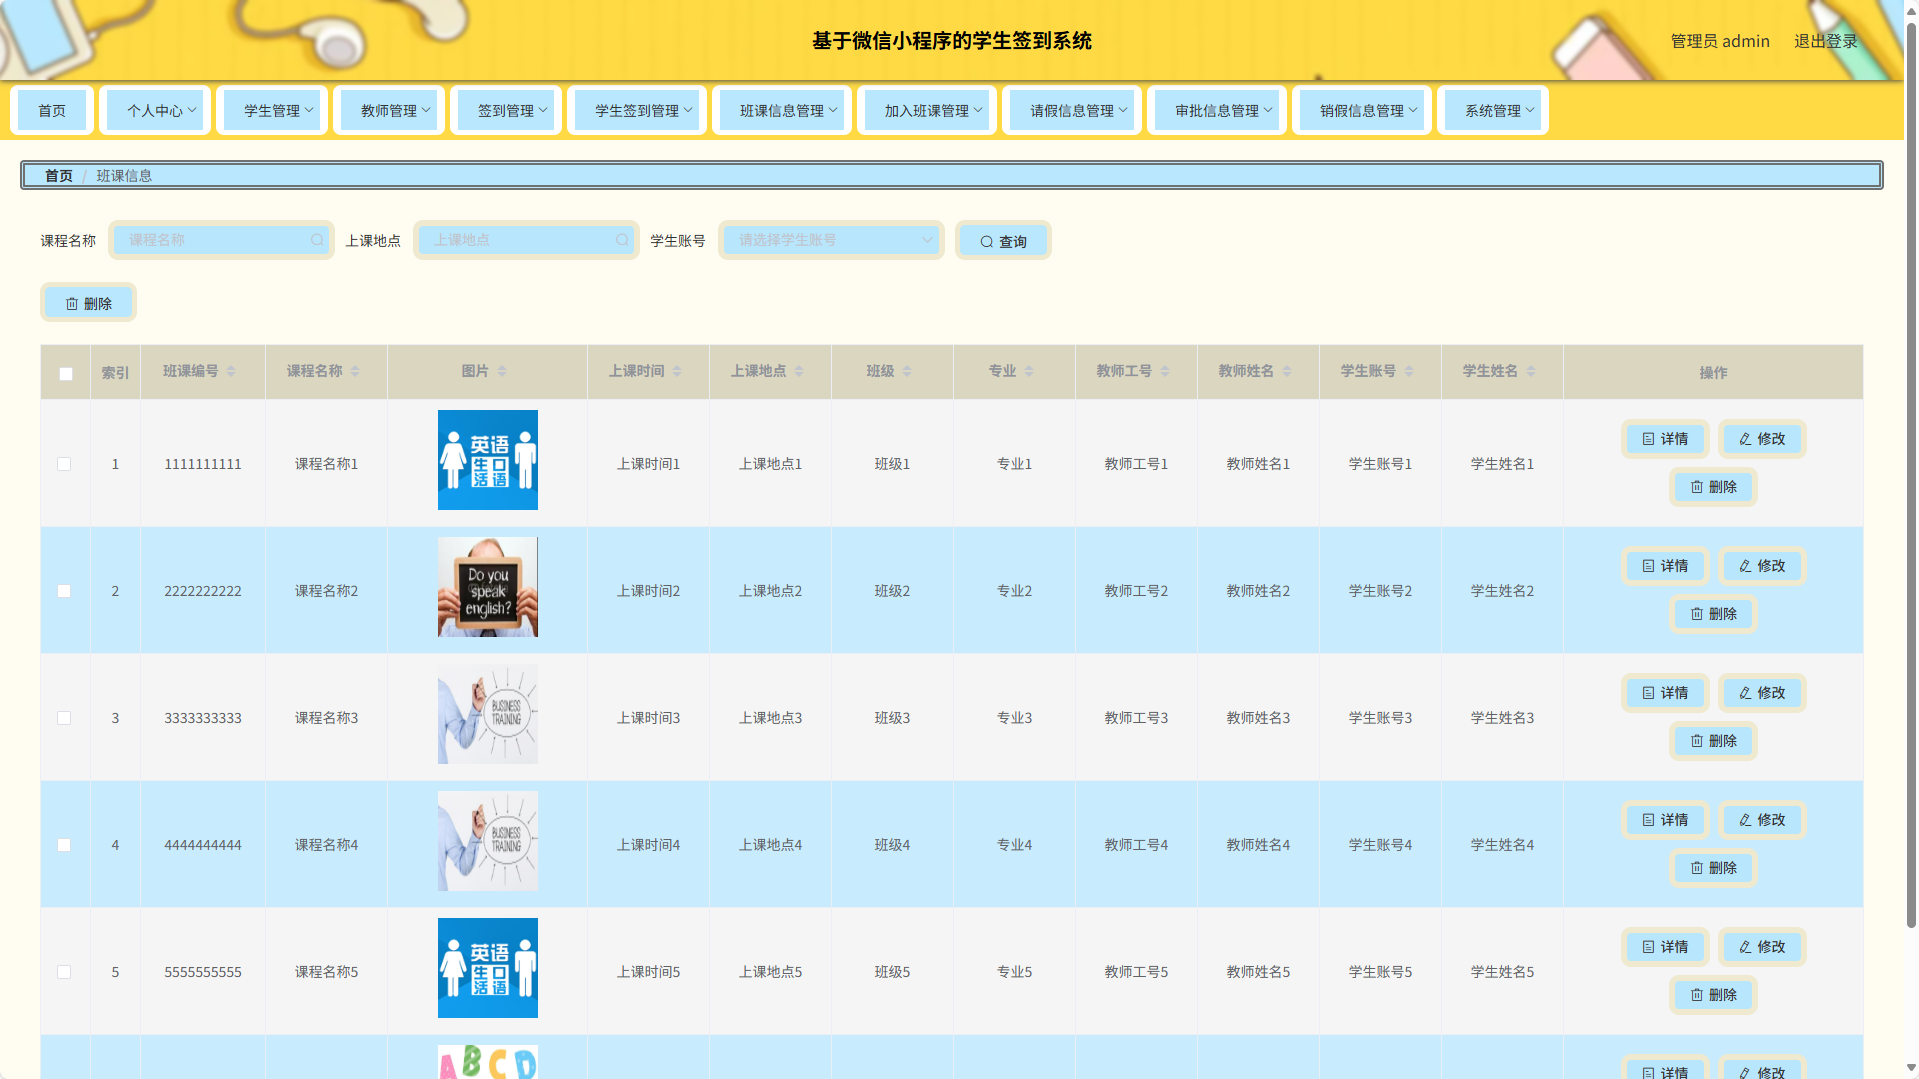 基于微信小程序的学生签到系统
管理员 admin 退出登录
首页 个人中心 学生管理 教师管理 签到管理 学生签到管理 班课信息管理 加入班课管理 请假信息管理 审批信息管理 销假信息管理 系统管理
首页 / 班课信息
课程名称 课程名称 上课地点 上课地点 学生账号 请选择学生账号 查询
删除
索引 班课编号 课程名称 图片 上课时间 上课地点 班级 专业 教师工号 教师姓名 学生账号 学生姓名 操作
英语
生口
活语
1 1111111111 课程名称1 上课时间1 上课地点1 班级1 专业1 教师工号1 教师姓名1 学生账号1 学生姓名1 详情 修改
删除
Do you
speak
english?
2 2222222222 课程名称2 上课时间2 上课地点2 班级2 专业2 教师工号2 教师姓名2 学生账号2 学生姓名2 详情 修改
删除
BUSINESS
TRAINING
3 3333333333 课程名称3 上课时间3 上课地点3 班级3 专业3 教师工号3 教师姓名3 学生账号3 学生姓名3 详情 修改
删除
BUSINESS
TRAINING
4 4444444444 课程名称4 上课时间4 上课地点4 班级4 专业4 教师工号4 教师姓名4 学生账号4 学生姓名4 详情 修改
删除
英语
生口
活语
5 5555555555 课程名称5 上课时间5 上课地点5 班级5 专业5 教师工号5 教师姓名5 学生账号5 学生姓名5 详情 修改
删除
A B C D
详情 修改